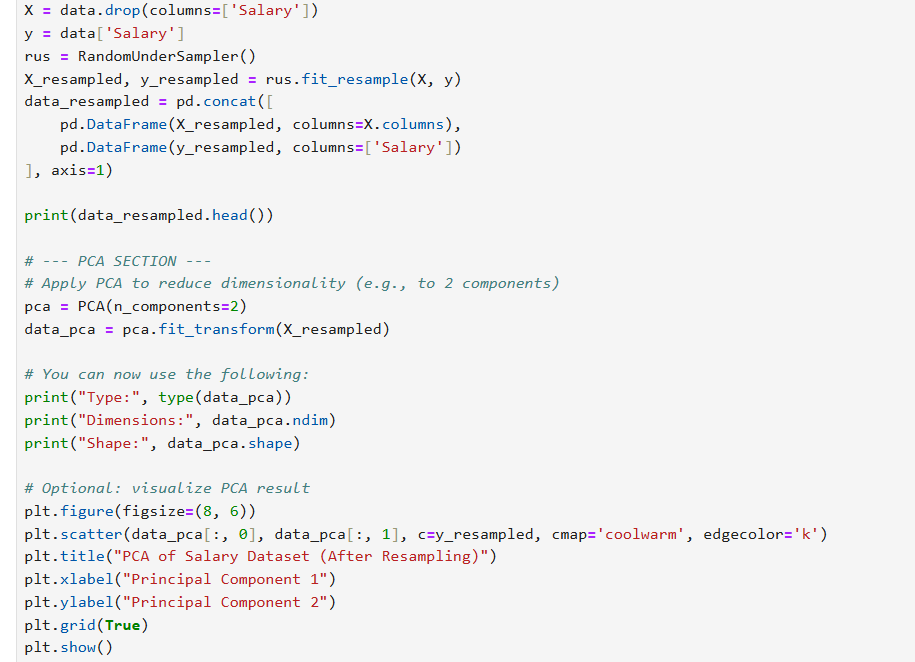 X = data.drop(columns=['Salary'])
y = data['Salary']
rus = RandomUnderSampler()
X_resampled, y_resampled = rus.fit_resample(X, y)
data_resampled = pd.concat([
    pd.DataFrame(X_resampled, columns=X.columns),
    pd.DataFrame(y_resampled, columns=['Salary'])
], axis=1)
print(data_resampled.head())
# --- PCA SECTION ---
# Apply PCA to reduce dimensionality (e.g., to 2 components)
pca = PCA(n_components=2)
data_pca = pca.fit_transform(X_resampled)
# You can now use the following:
print("Type:", type(data_pca))
print("Dimensions:", data_pca.ndim)
print("Shape:", data_pca.shape)
# Optional: visualize PCA result
plt.figure(figsize=(8, 6))
plt.scatter(data_pca[:, 0], data_pca[:, 1], c=y_resampled, cmap='coolwarm', edgecolor='k')
plt.title("PCA of Salary Dataset (After Resampling)")
plt.xlabel("Principal Component 1")
plt.ylabel("Principal Component 2")
plt.grid(True)
plt.show()